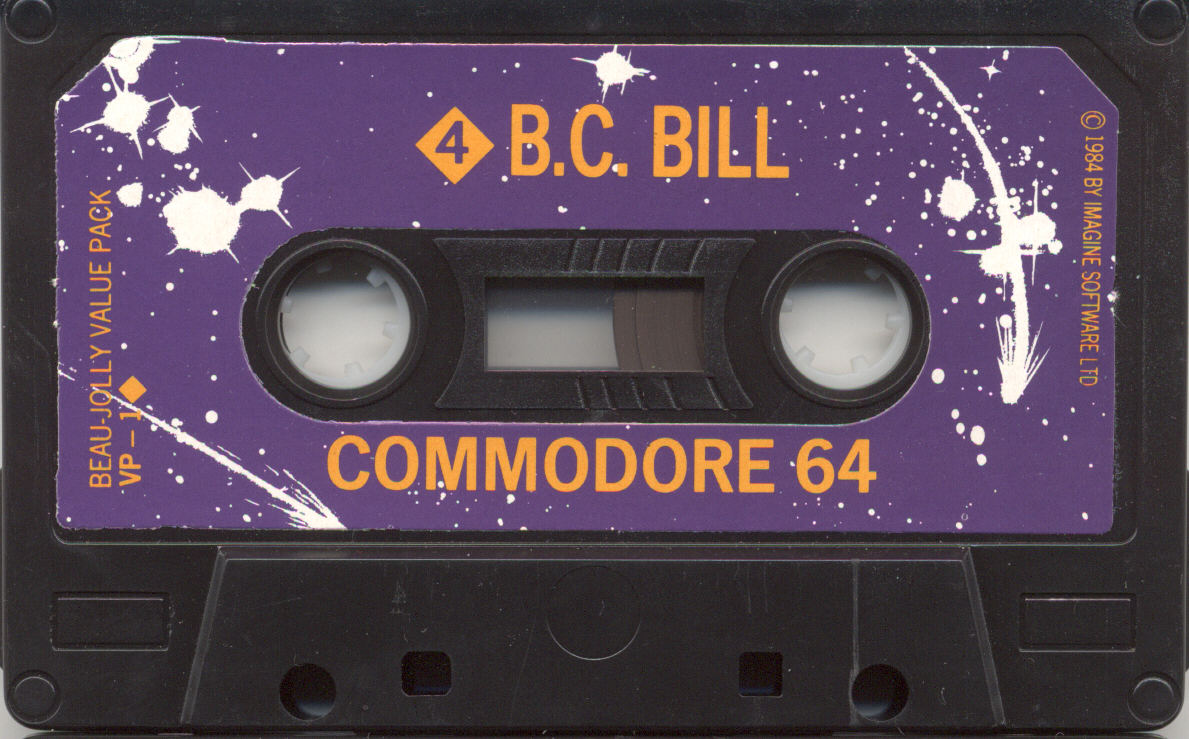 4 B.C. BILL
BEAU-JOLLY VALUE PACK
VP-1
© 1984 BY IMAGINE SOFTWARE LTD
COMMODORE 64